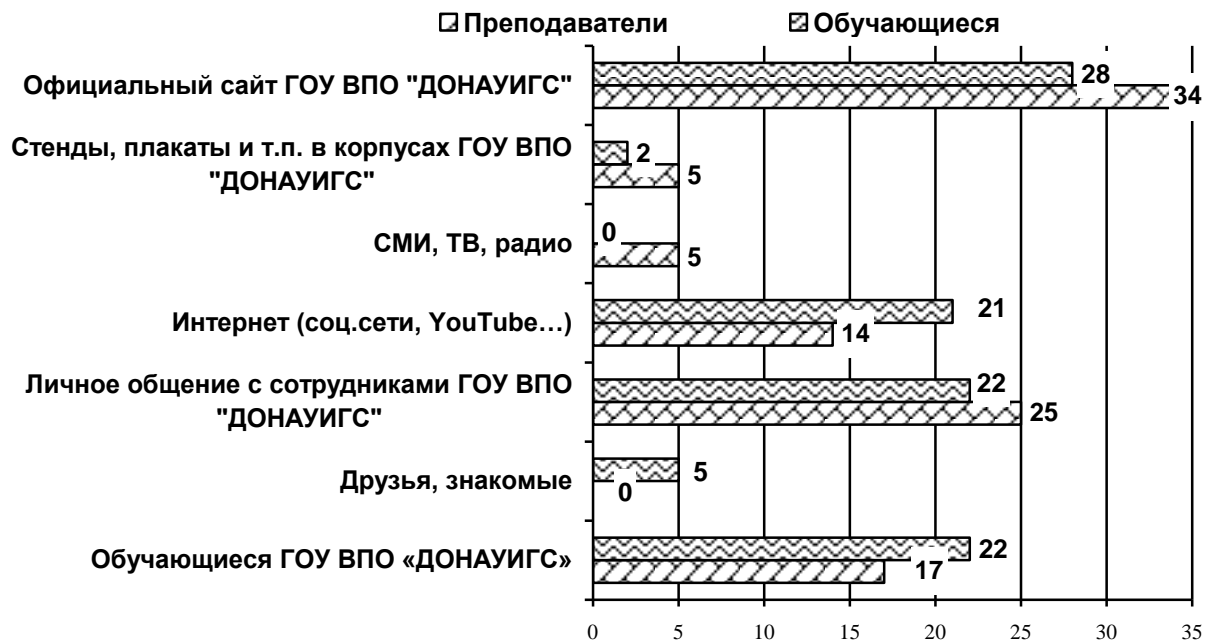 Преподаватели Обучающиеся
Официальный сайт ГОУ ВПО "ДОНАУИГС"
28
34
Стенды, плакаты и т.п. в корпусах ГОУ ВПО
"ДОНАУИГС"
2
5
СМИ, ТВ, радио
0
5
Интернет (соц.сети, YouTube…)
21
14
Личное общение с сотрудниками ГОУ ВПО
"ДОНАУИГС"
22
25
Друзья, знакомые
5
0
Обучающиеся ГОУ ВПО «ДОНАУИГС»
22
17
0 5 10 15 20 25 30 35